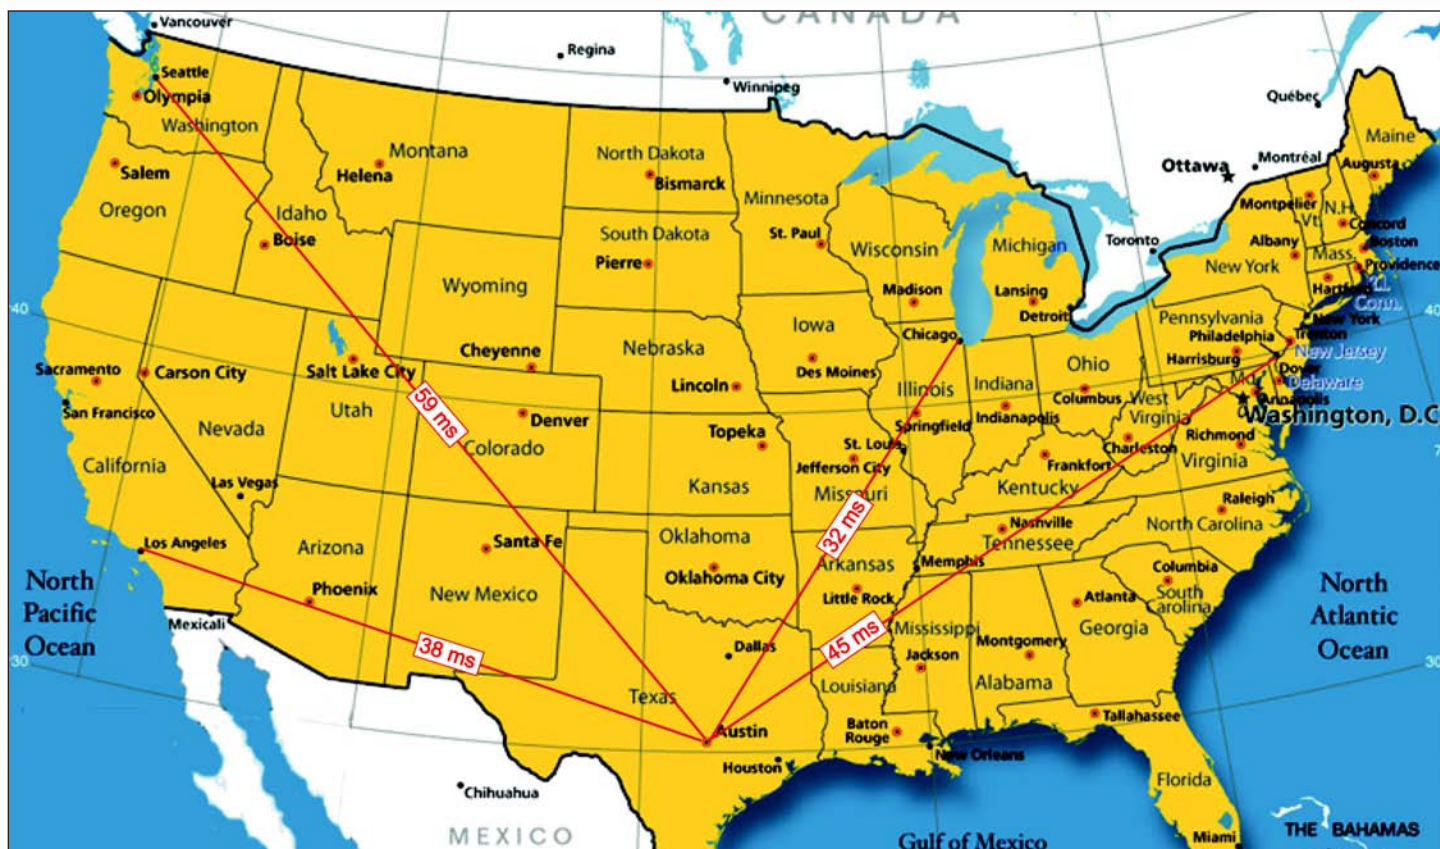 CANADA
Vancouver
Regina
Winnipeg
Seattle
Olympia
Washington
Québec
Maine
Montana
North Dakota
Ottawa
Montréal
Augusta
Salem
Helena
Bismarck
Minnesota
Montpelier
Vt.
N.H.
Concord
Oregon
Idaho
Boise
South Dakota
St. Paul
Wisconsin
Michigan
Toronto
Albany
Boston
Mass.
Pierre
New York
Providence
Wyoming
Madison
Lansing
Hartford
R.I.
Conn.
40
40
Detroit
Pennsylvania
New York
Iowa
Chicago
Philadelphia
Trenton
Cheyenne
Nebraska
Ohio
Harrisburg
New Jersey
Sacramento
Carson City
Salt Lake City
Des Moines
Dover
Md.
Delaware
Lincoln
Illinois
Indiana
Columbus
West
Virginia
Annapolis
San Francisco
Utah
59 ms
Denver
Springfield
Indianapolis
Washington, D.C
Nevada
Topeka
St. Louis
Richmond
Colorado
Charleston
California
Jefferson City
Frankfort
Virginia
Las Vegas
Kansas
Missouri
Kentucky
Raleigh
32 ms
Nashville
North Carolina
Los Angeles
Arizona
Santa Fe
Oklahoma
Tennessee
Memphis
Columbia
North
Pacific
Ocean
Phoenix
New Mexico
Oklahoma City
Arkansas
Little Rock
South
Carolina
Atlanta
Georgia
North
Atlantic
Ocean
Mexicali
38 ms
Dallas
45 ms
Mississippi
Montgomery
Jackson
30
30
Texas
Louisiana
Alabama
Austin
Baton
Rouge
Tallahassee
Houston
New Orleans
Chihuahua
Florida
MEXICO
Gulf of Mexico
Miami
THE BAHAMAS